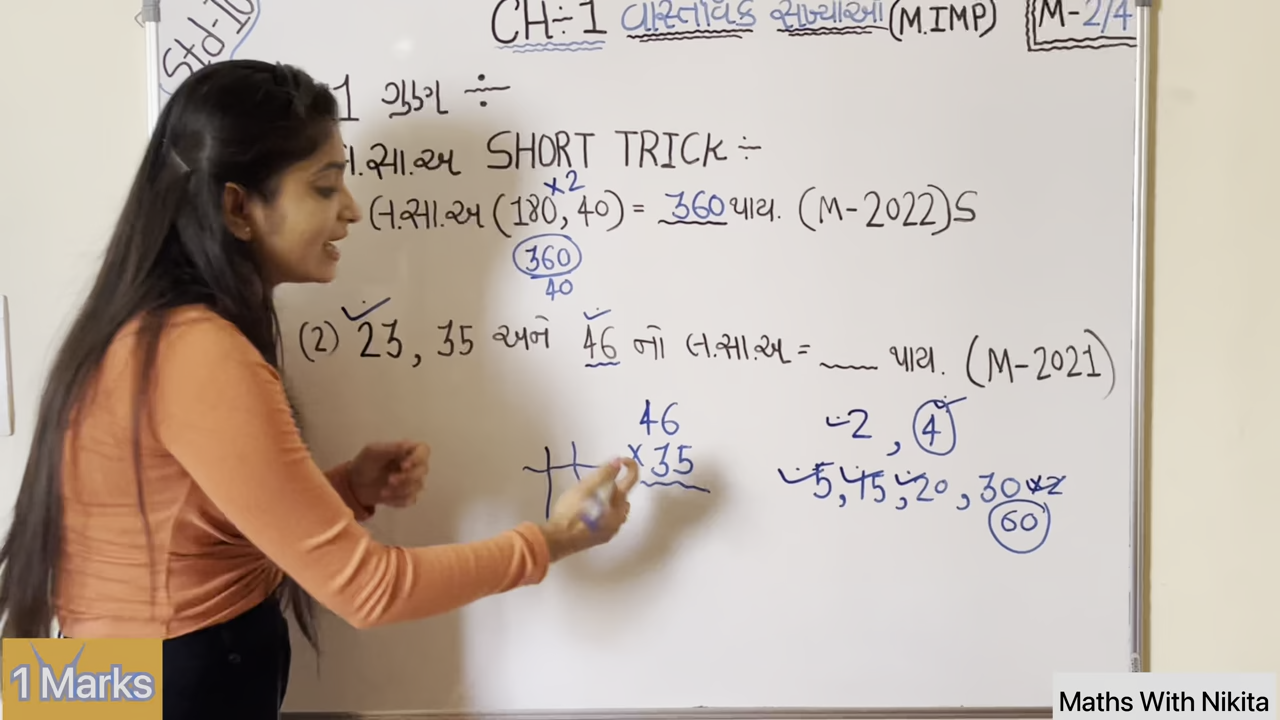 Std-10
CH÷1 વાસ્તવિક સંખ્યાઓ (M.IMP) M-2/4
1 ગુણ ÷
લ.સા.અ SHORT TRICK ÷
લ.સા.અ (180, 40) = 360 થાય. (M-2022)S
×2
360
40
(2) 23, 35 અને 46 નો લ.સા.અ = ___ થાય. (M-2021)
46
×35
2, 4
5, 15, 20, 30×2
60
1 Marks
Maths With Nikita